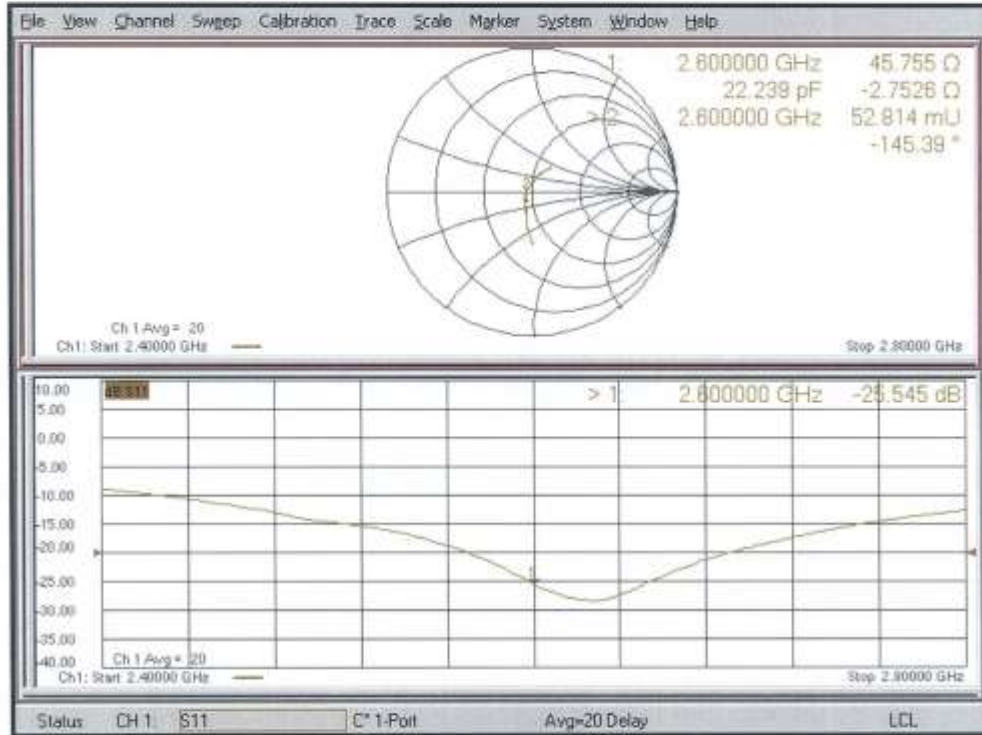 File View Channel Sweep Calibration Trace Scale Marker System Window Help
1: 2.600000 GHz 45.755 Ω
22.239 pF -2.7526 Ω
> 2: 2.600000 GHz 52.814 mU
-145.39 °
Ch 1 Avg = 20
Ch1: Start 2.40000 GHz
Stop 2.80000 GHz
10.00
dB S11
> 1: 2.600000 GHz -25.545 dB
5.00
0.00
-5.00
-10.00
-15.00
-20.00
-25.00
1
-30.00
-35.00
-40.00
Ch 1 Avg = 20
Ch1: Start 2.40000 GHz
Stop 2.80000 GHz
Status CH 1: S11 C* 1-Port Avg=20 Delay LCL